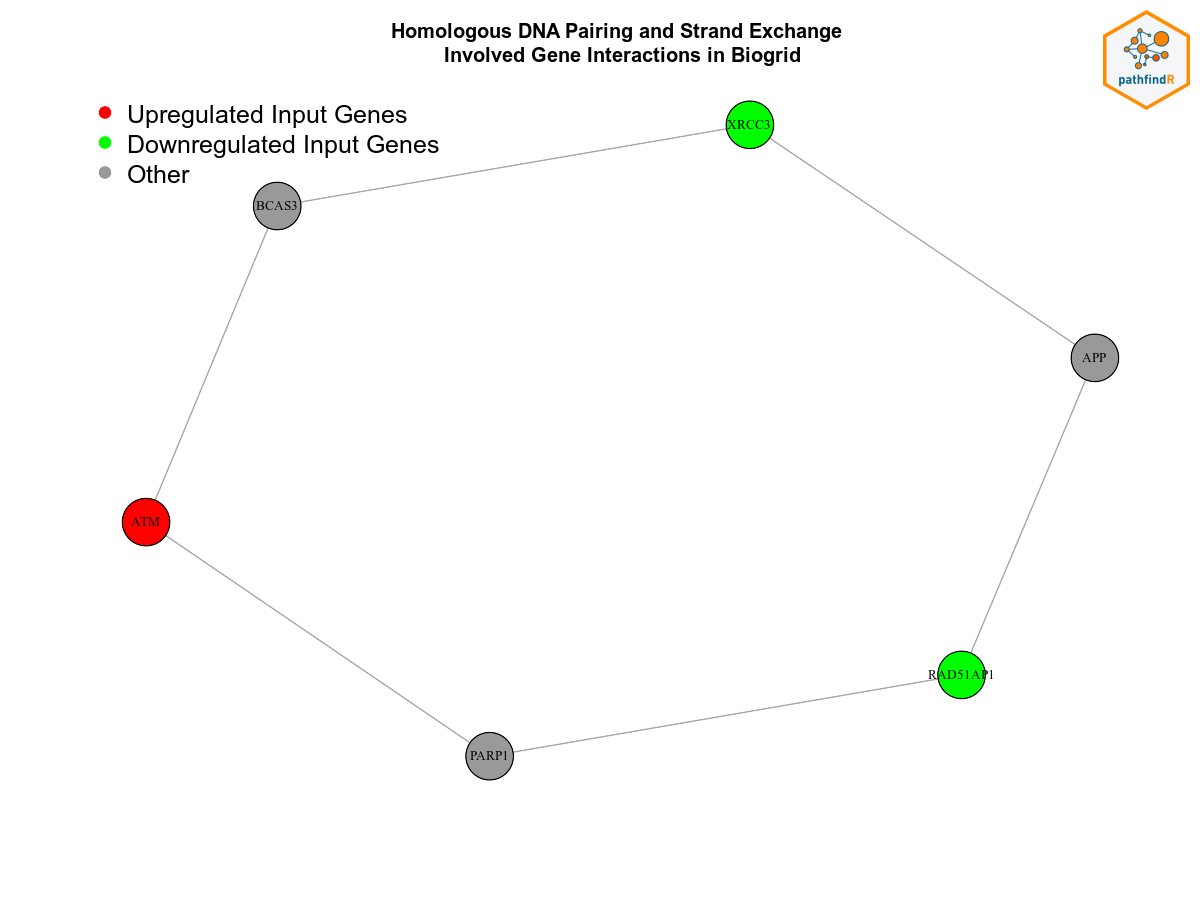 Homologous DNA Pairing and Strand Exchange
Involved Gene Interactions in Biogrid
pathfindR
Upregulated Input Genes
Downregulated Input Genes
Other
XRCC3
BCAS3
APP
ATM
RAD51AP1
PARP1